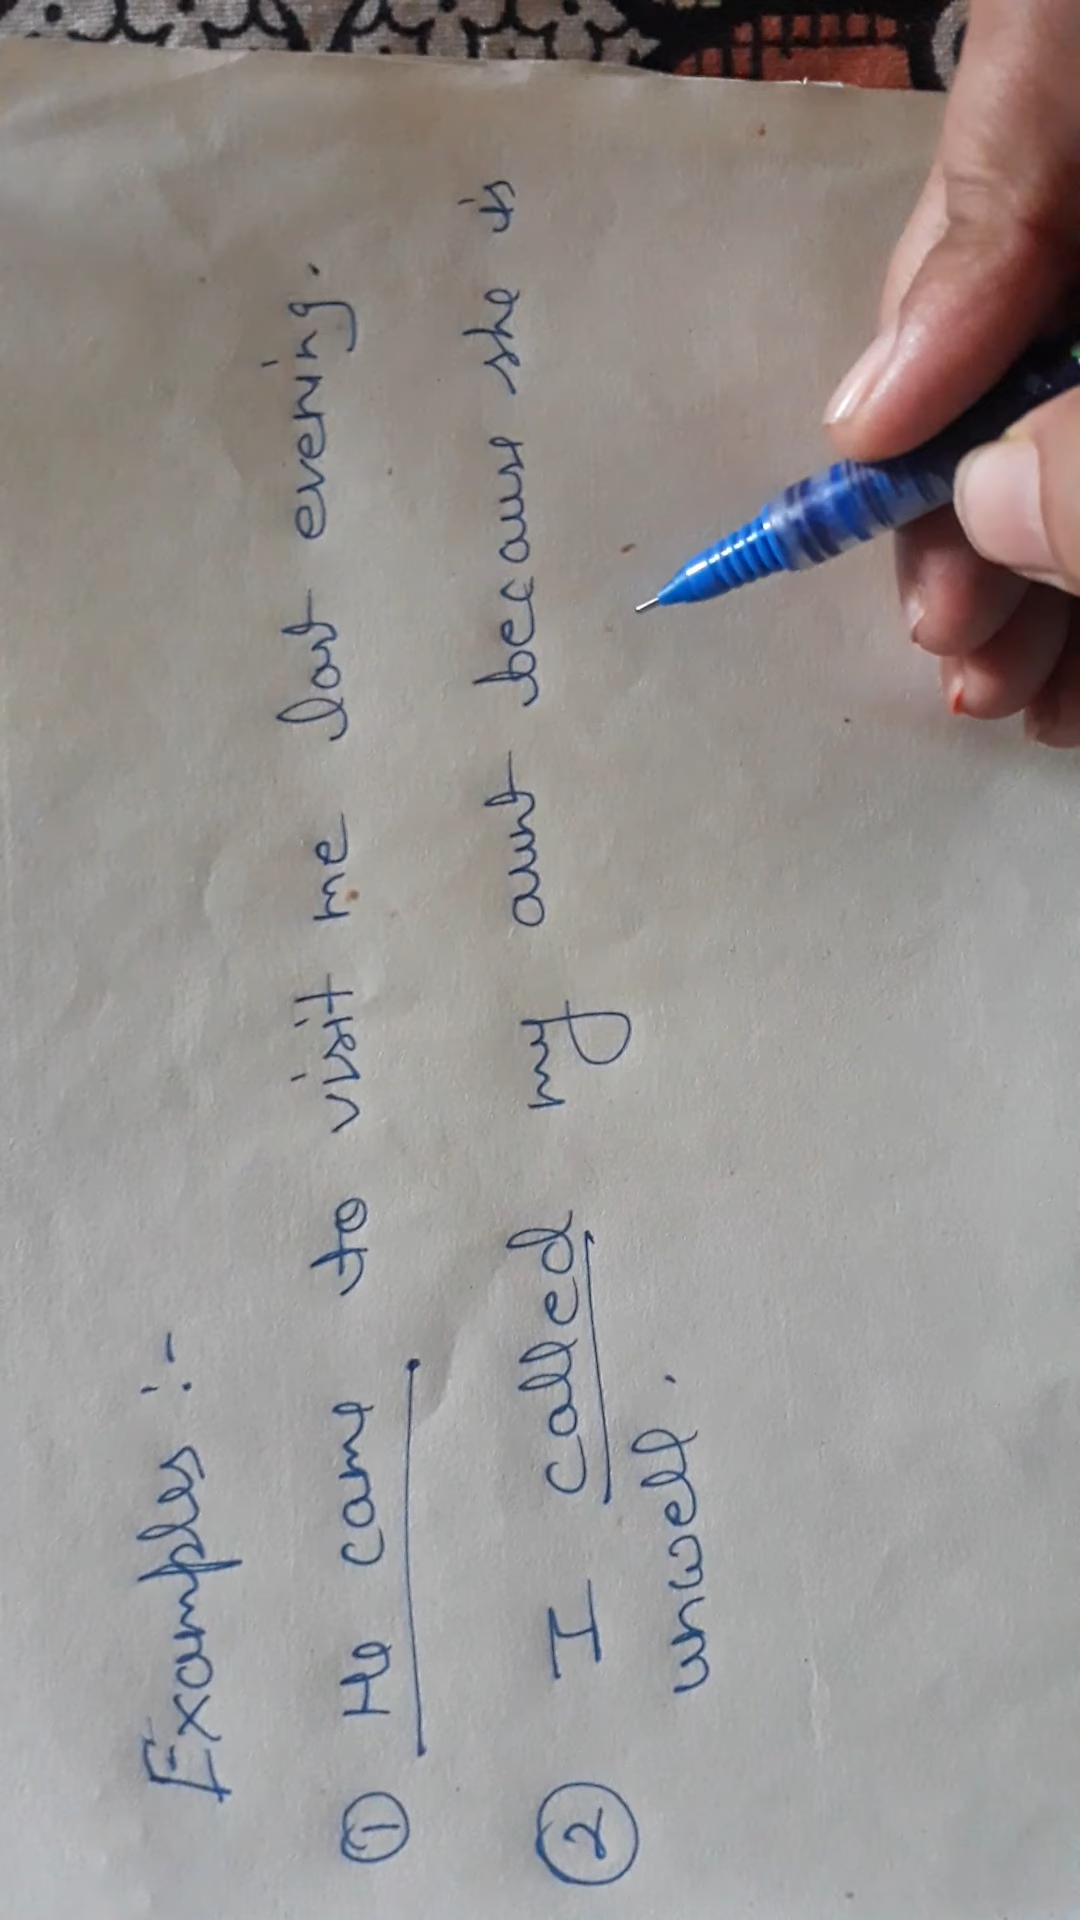 Examples :-
① He came to visit me last evening.
② I called my aunt because she is
unwell.